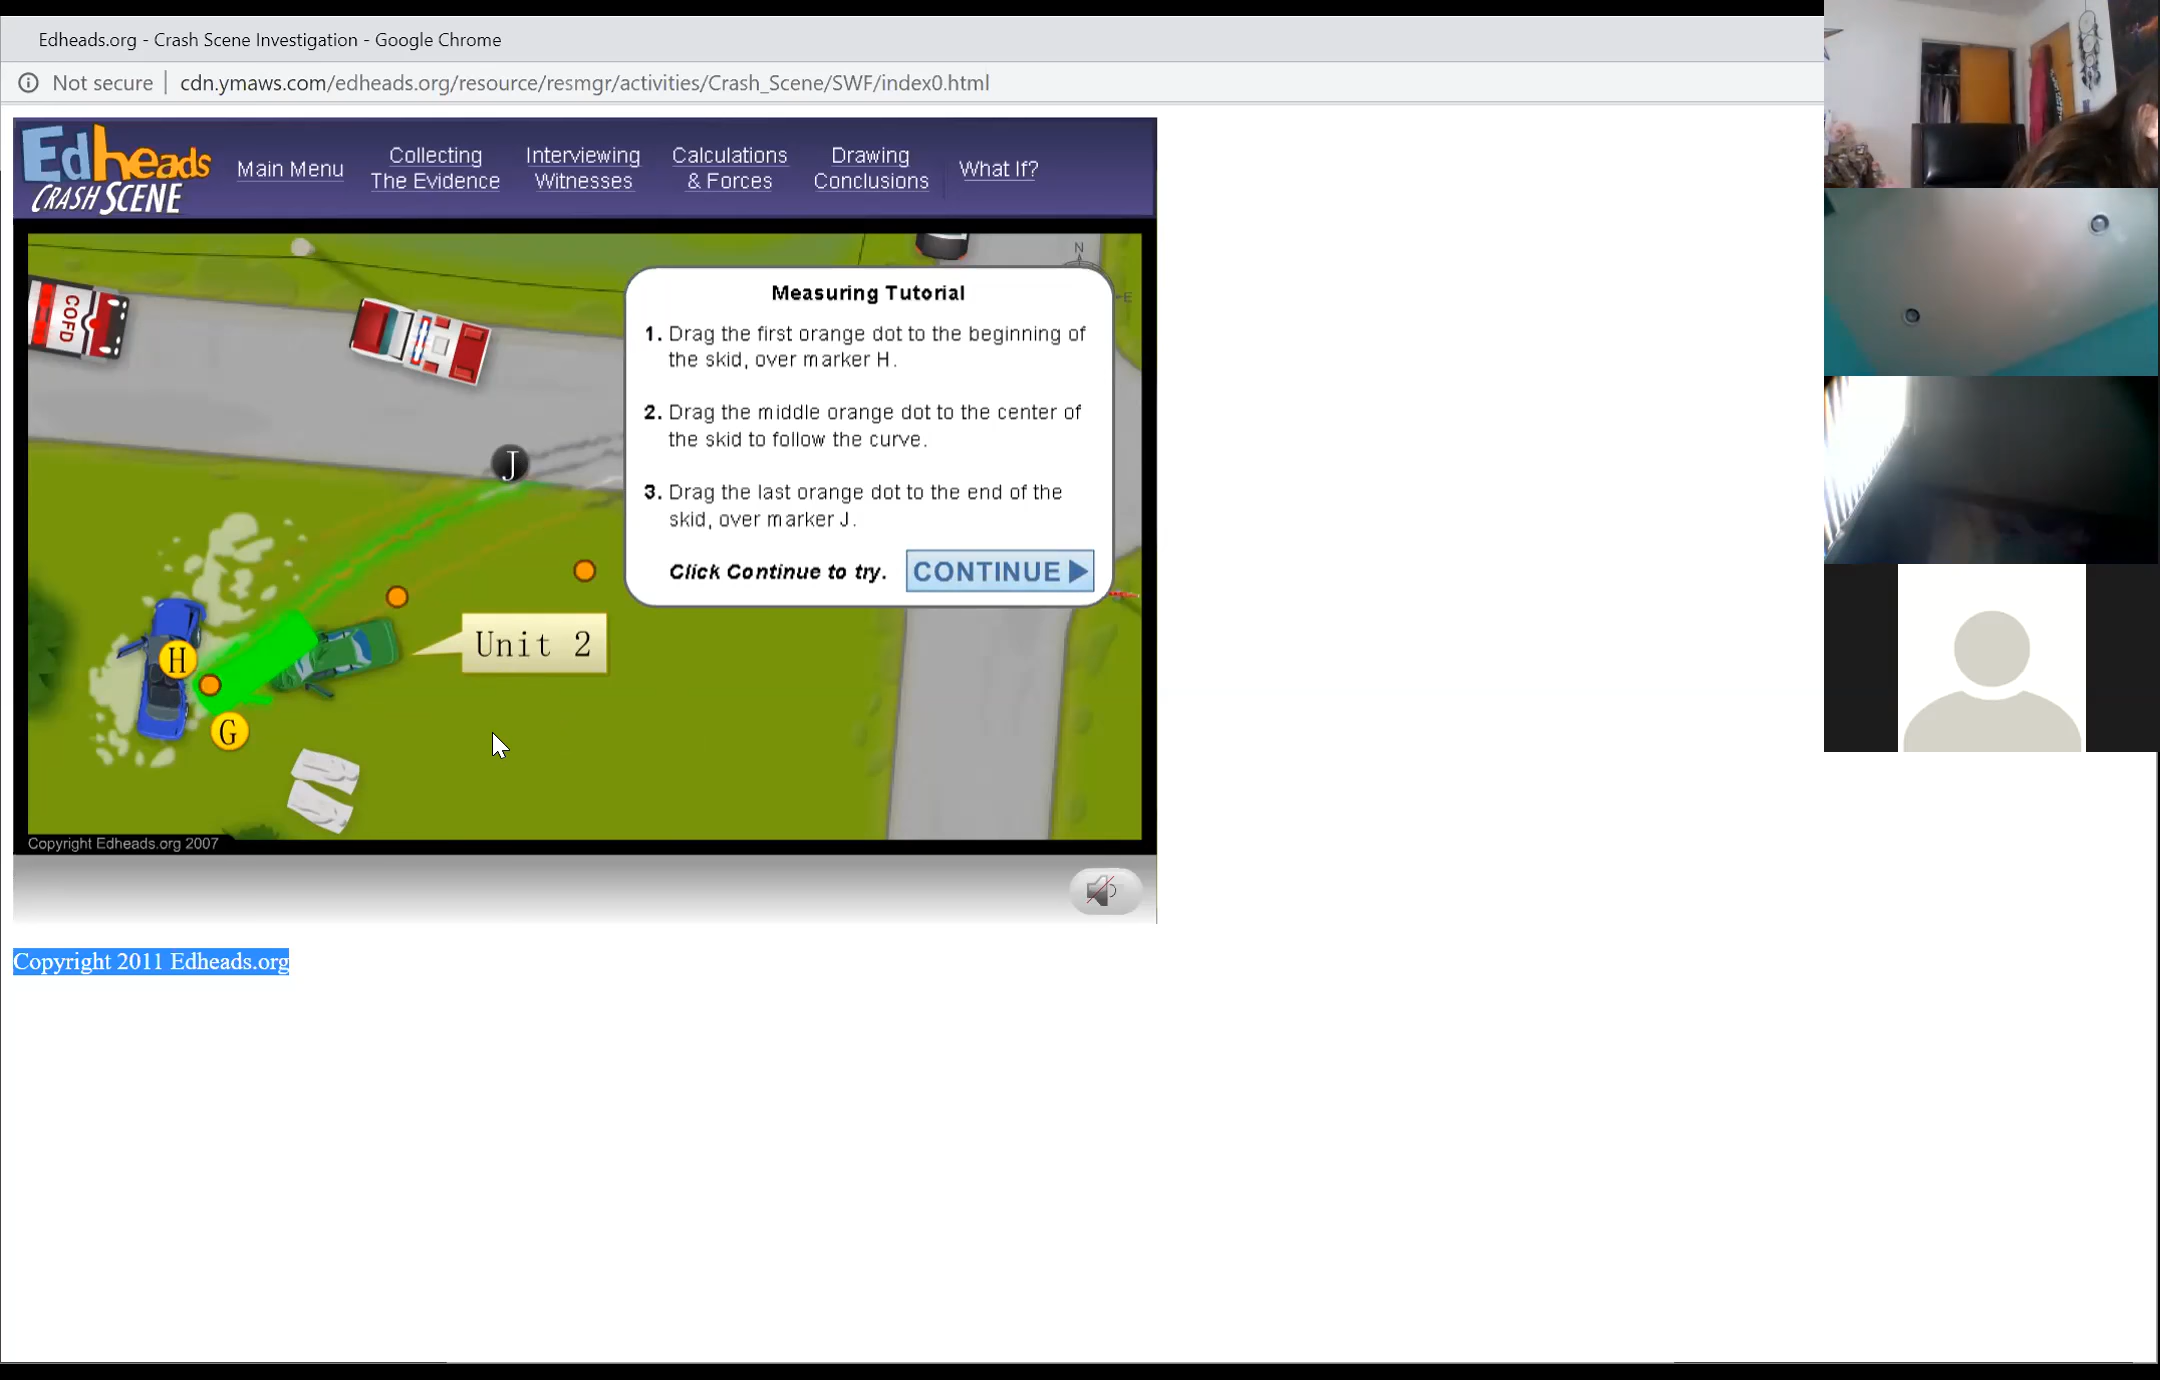 Edheads.org - Crash Scene Investigation - Google Chrome
Not secure
cdn.ymaws.com/edheads.org/resource/resmgr/activities/Crash_Scene/SWF/index0.html
Edheads
CRASH SCENE
Main Menu
Collecting
The Evidence
Interviewing
Witnesses
Calculations
& Forces
Drawing
Conclusions
What If?
COFD
N
E
Measuring Tutorial
1. Drag the first orange dot to the beginning of
the skid, over marker H.
2. Drag the middle orange dot to the center of
the skid to follow the curve.
3. Drag the last orange dot to the end of the
skid, over marker J.
Click Continue to try.
CONTINUE
J
H
G
Unit 2
Copyright Edheads.org 2007
Copyright 2011 Edheads.org